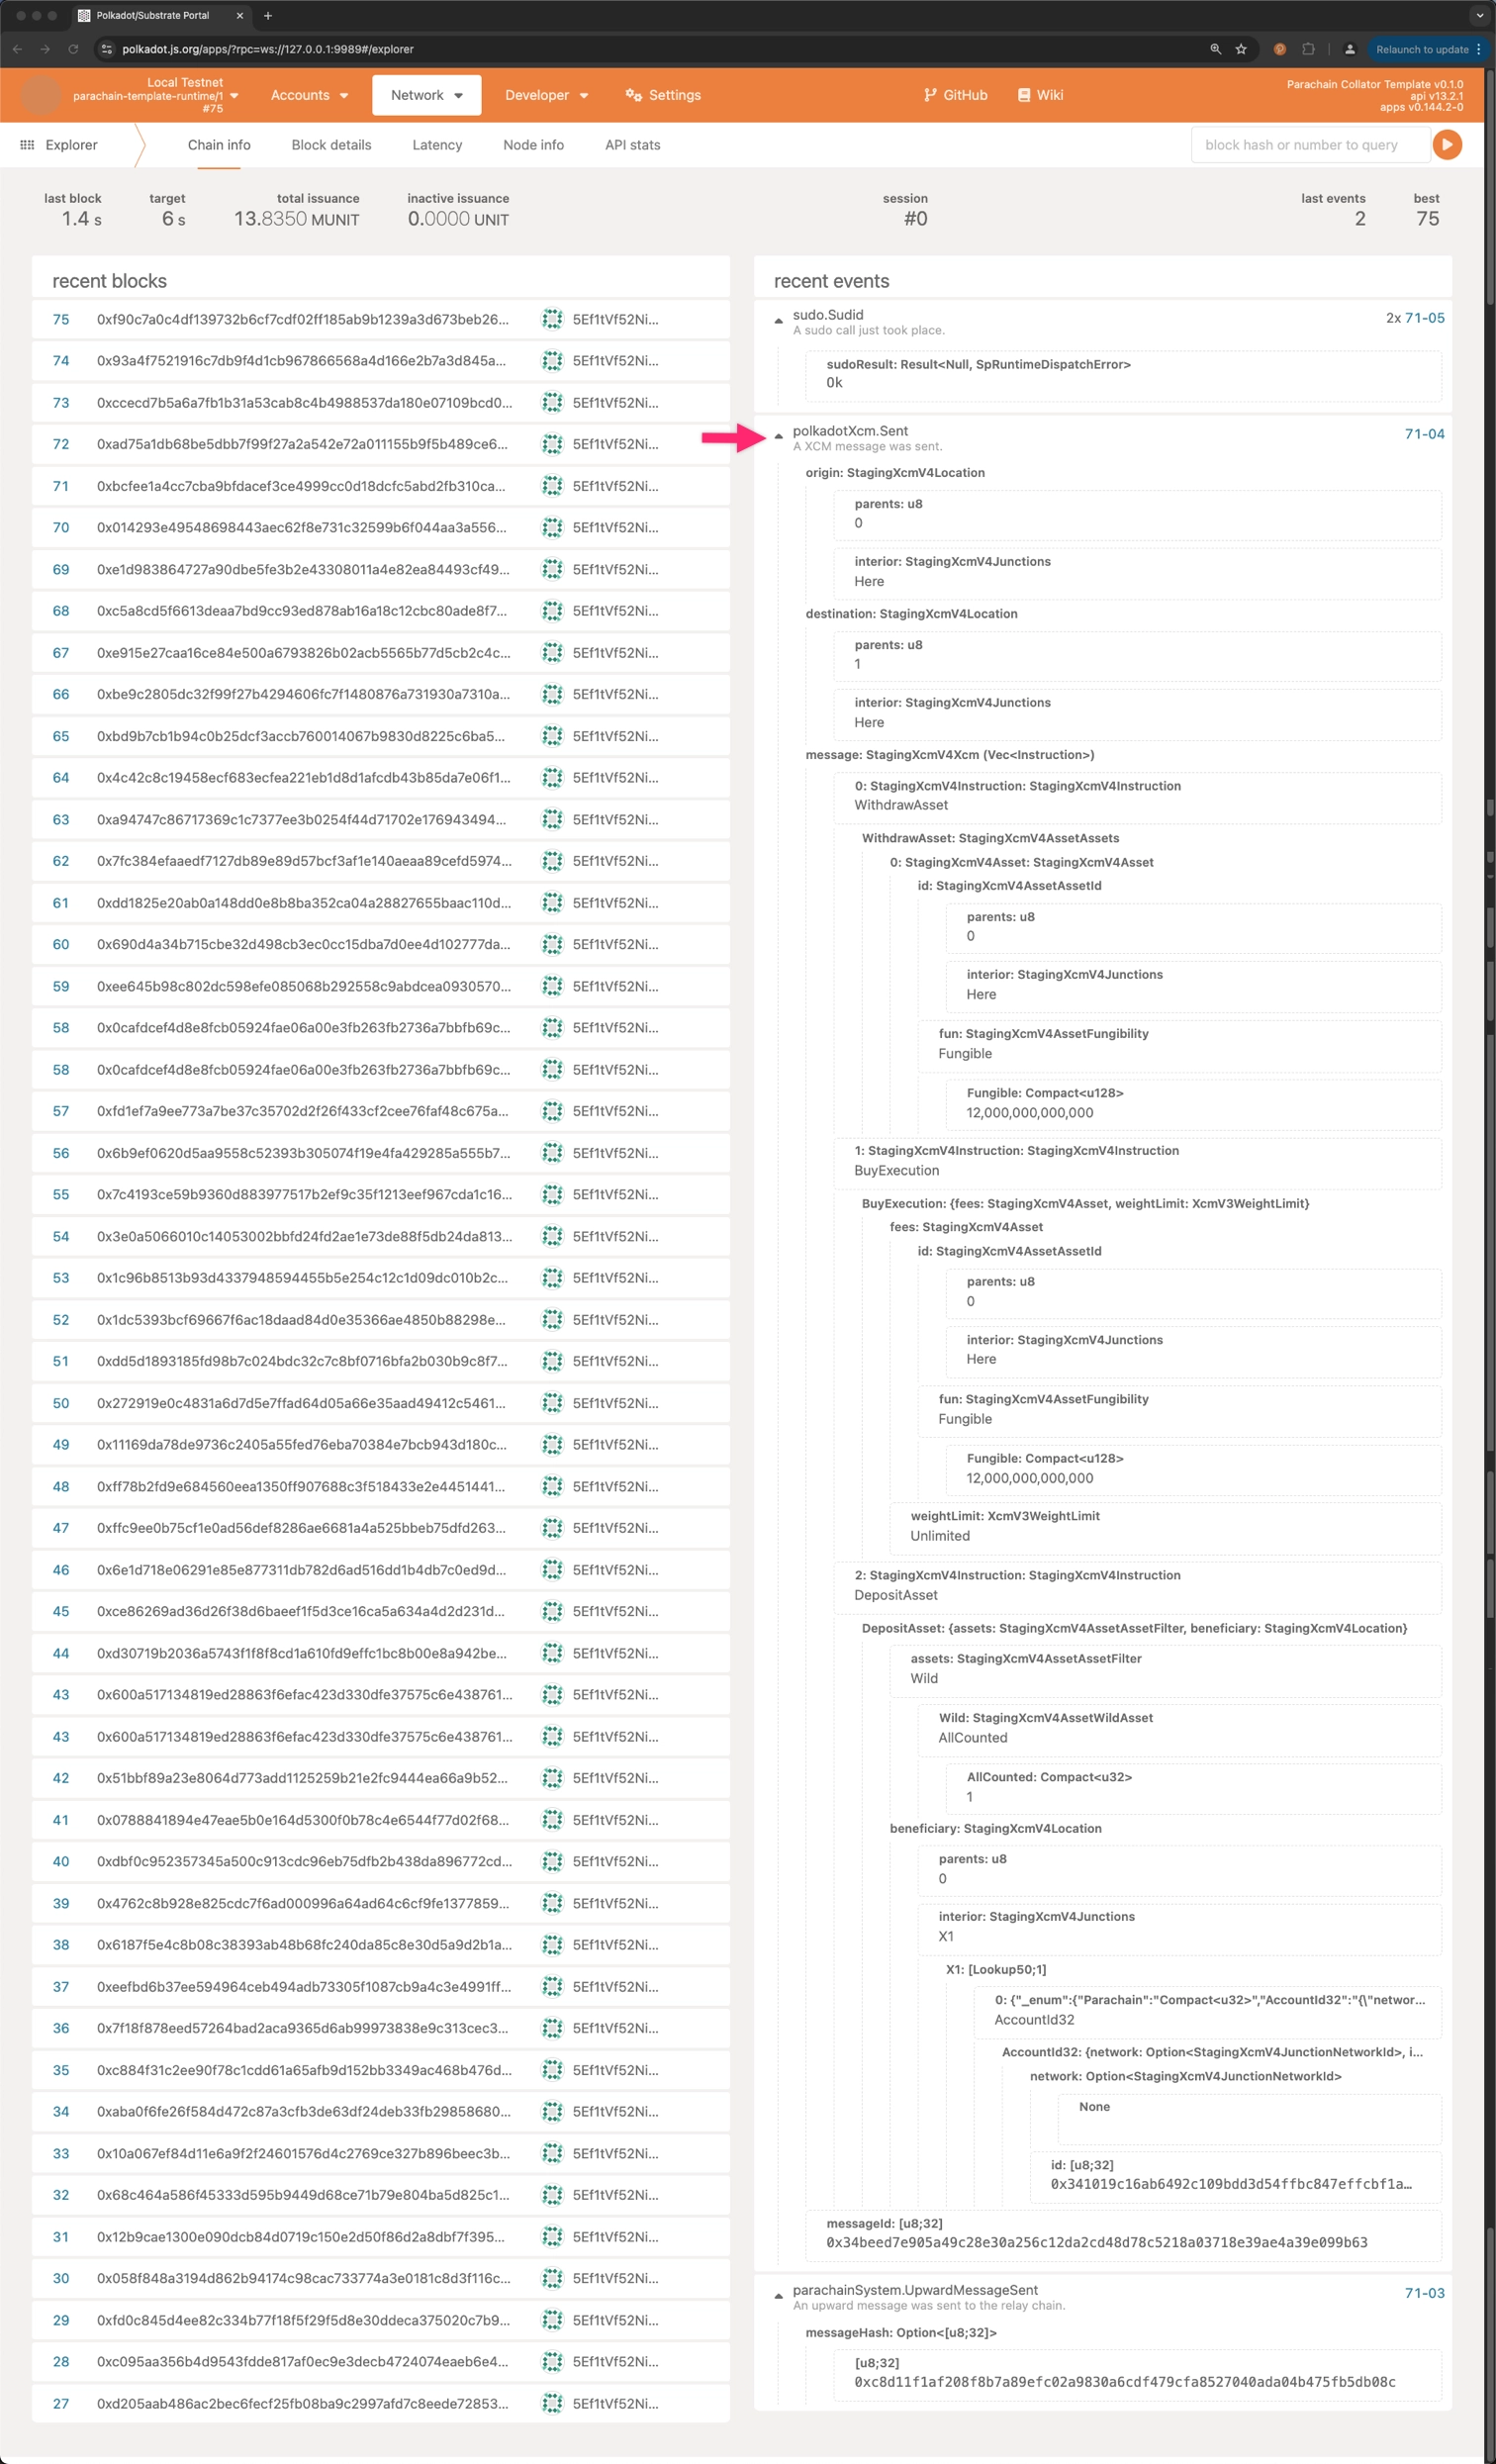 Polkadot/Substrate Portal
polkadot.js.org/apps/?rpc=ws://127.0.0.1:9989#/explorer
Relaunch to update
Local Testnet
parachain-template-runtime/1
#75
Accounts
Network
Developer
Settings
GitHub
Wiki
Parachain Collator Template v0.1.0
api v13.2.1
apps v0.144.2-0
Explorer
Chain info
Block details
Latency
Node info
API stats
block hash or number to query
last block
1.4 s
target
6 s
total issuance
13.8350 MUNIT
inactive issuance
0.0000 UNIT
session
#0
last events
2
best
75
recent blocks
75 0xf90c7a0c4df139732b6cf7cdf02ff185ab9b1239a3d673beb26... 5Ef1tVf52Ni...
74 0x93a4f7521916c7db9f4d1cb967866568a4d166e2b7a3d845a... 5Ef1tVf52Ni...
73 0xccecd7b5a6a7fb1b31a53cab8c4b4988537da180e07109bcd0... 5Ef1tVf52Ni...
72 0xad75a1db68be5dbb7f99f27a2a542e72a011155b9f5b489ce6... 5Ef1tVf52Ni...
71 0xbcfee1a4cc7cba9bfdacef3ce4999cc0d18dcfc5abd2fb310ca... 5Ef1tVf52Ni...
70 0x014293e49548698443aec62f8e731c32599b6f044aa3a556... 5Ef1tVf52Ni...
69 0xe1d983864727a90dbe5fe3b2e43308011a4e82ea84493cf49... 5Ef1tVf52Ni...
68 0xc5a8cd5f6613deaa7bd9cc93ed878ab16a18c12cbc80ade8f7... 5Ef1tVf52Ni...
67 0xe915e27caa16ce84e500a6793826b02acb5565b77d5cb2c4c... 5Ef1tVf52Ni...
66 0xbe9c2805dc32f99f27b4294606fc7f1480876a731930a7310a... 5Ef1tVf52Ni...
65 0xbd9b7cb1b94c0b25dcf3accb760014067b9830d8225c6ba5... 5Ef1tVf52Ni...
64 0x4c42c8c19458ecf683ecfea221eb1d8d1afcdb43b85da7e06f1... 5Ef1tVf52Ni...
63 0xa94747c86717369c1c7377ee3b0254f44d71702e176943494... 5Ef1tVf52Ni...
62 0x7fc384efaaedf7127db89e89d57bcf3af1e140aeaa89cefd5974... 5Ef1tVf52Ni...
61 0xdd1825e20ab0a148dd0e8b8ba352ca04a28827655baac110d... 5Ef1tVf52Ni...
60 0x690d4a34b715cbe32d498cb3ec0cc15dba7d0ee4d102777da... 5Ef1tVf52Ni...
59 0xee645b98c802dc598efe085068b292558c9abdcea0930570... 5Ef1tVf52Ni...
58 0x0cafdcef4d8e8fcb05924fae06a00e3fb263fb2736a7bbfb69c... 5Ef1tVf52Ni...
58 0x0cafdcef4d8e8fcb05924fae06a00e3fb263fb2736a7bbfb69c... 5Ef1tVf52Ni...
57 0xfd1ef7a9ee773a7be37c35702d2f26f433cf2cee76faf48c675a... 5Ef1tVf52Ni...
56 0x6b9ef0620d5aa9558c52393b305074f19e4fa429285a555b7... 5Ef1tVf52Ni...
55 0x7c4193ce59b9360d883977517b2ef9c35f1213eef967cda1c16... 5Ef1tVf52Ni...
54 0x3e0a5066010c14053002bbfd24fd2ae1e73de88f5db24da813... 5Ef1tVf52Ni...
53 0x1c96b8513b93d4337948594455b5e254c12c1d09dc010b2c... 5Ef1tVf52Ni...
52 0x1dc5393bcf69667f6ac18daad84d0e35366ae4850b88298e... 5Ef1tVf52Ni...
51 0xdd5d1893185fd98b7c024bdc32c7c8bf0716bfa2b030b9c8f7... 5Ef1tVf52Ni...
50 0x272919e0c4831a6d7d5e7ffad64d05a66e35aad49412c5461... 5Ef1tVf52Ni...
49 0x11169da78de9736c2405a55fed76eba70384e7bcb943d180c... 5Ef1tVf52Ni...
48 0xff78b2fd9e684560eea1350ff907688c3f518433e2e4451441... 5Ef1tVf52Ni...
47 0xffc9ee0b75cf1e0ad56def8286ae6681a4a525bbeb75dfd263... 5Ef1tVf52Ni...
46 0x6e1d718e06291e85e877311db782d6ad516dd1b4db7c0ed9d... 5Ef1tVf52Ni...
45 0xce86269ad36d26f38d6baeef1f5d3ce16ca5a634a4d2d231d... 5Ef1tVf52Ni...
44 0xd30719b2036a5743f1f8f8cd1a610fd9effc1bc8b00e8a942be... 5Ef1tVf52Ni...
43 0x600a517134819ed28863f6efac423d330dfe37575c6e438761... 5Ef1tVf52Ni...
43 0x600a517134819ed28863f6efac423d330dfe37575c6e438761... 5Ef1tVf52Ni...
42 0x51bbf89a23e8064d773add1125259b21e2fc9444ea66a9b52... 5Ef1tVf52Ni...
41 0x0788841894e47eae5b0e164d5300f0b78c4e6544f77d02f68... 5Ef1tVf52Ni...
40 0xdbf0c952357345a500c913cdc96eb75dfb2b438da896772cd... 5Ef1tVf52Ni...
39 0x4762c8b928e825cdc7f6ad000996a64ad64c6cf9fe1377859... 5Ef1tVf52Ni...
38 0x6187f5e4c8b08c38393ab48b68fc240da85c8e30d5a9d2b1a... 5Ef1tVf52Ni...
37 0xeefbd6b37ee594964ceb494adb73305f1087cb9a4c3e4991ff... 5Ef1tVf52Ni...
36 0x7f18f878eed57264bad2aca9365d6ab99973838e9c313cec3... 5Ef1tVf52Ni...
35 0xc884f31c2ee90f78c1cdd61a65afb9d152bb3349ac468b476d... 5Ef1tVf52Ni...
34 0xaba0f6fe26f584d472c87a3cfb3de63df24deb33fb29858680... 5Ef1tVf52Ni...
33 0x10a067ef84d11e6a9f2f24601576d4c2769ce327b896beec3b... 5Ef1tVf52Ni...
32 0x68c464a586f45333d595b9449d68ce71b79e804ba5d825c1... 5Ef1tVf52Ni...
31 0x12b9cae1300e090dcb84d0719c150e2d50f86d2a8dbf7f395... 5Ef1tVf52Ni...
30 0x058f848a3194d862b94174c98cac733774a3e0181c8d3f116c... 5Ef1tVf52Ni...
29 0xfd0c845d4ee82c334b77f18f5f29f5d8e30ddeca375020c7b9... 5Ef1tVf52Ni...
28 0xc095aa356b4d9543fdde817af0ec9e3decb4724074eaeb6e4... 5Ef1tVf52Ni...
27 0xd205aab486ac2bec6fecf25fb08ba9c2997afd7c8eede72853... 5Ef1tVf52Ni...
recent events
sudo.Sudid 2x 71-05
A sudo call just took place.
sudoResult: Result<Null, SpRuntimeDispatchError>
Ok
polkadotXcm.Sent 71-04
A XCM message was sent.
origin: StagingXcmV4Location
parents: u8
0
interior: StagingXcmV4Junctions
Here
destination: StagingXcmV4Location
parents: u8
1
interior: StagingXcmV4Junctions
Here
message: StagingXcmV4Xcm (Vec<Instruction>)
0: StagingXcmV4Instruction: StagingXcmV4Instruction
WithdrawAsset
WithdrawAsset: StagingXcmV4AssetAssets
0: StagingXcmV4Asset: StagingXcmV4Asset
id: StagingXcmV4AssetAssetId
parents: u8
0
interior: StagingXcmV4Junctions
Here
fun: StagingXcmV4AssetFungibility
Fungible
Fungible: Compact<u128>
12,000,000,000,000
1: StagingXcmV4Instruction: StagingXcmV4Instruction
BuyExecution
BuyExecution: {fees: StagingXcmV4Asset, weightLimit: XcmV3WeightLimit}
fees: StagingXcmV4Asset
id: StagingXcmV4AssetAssetId
parents: u8
0
interior: StagingXcmV4Junctions
Here
fun: StagingXcmV4AssetFungibility
Fungible
Fungible: Compact<u128>
12,000,000,000,000
weightLimit: XcmV3WeightLimit
Unlimited
2: StagingXcmV4Instruction: StagingXcmV4Instruction
DepositAsset
DepositAsset: {assets: StagingXcmV4AssetAssetFilter, beneficiary: StagingXcmV4Location}
assets: StagingXcmV4AssetAssetFilter
Wild
Wild: StagingXcmV4AssetWildAsset
AllCounted
AllCounted: Compact<u32>
1
beneficiary: StagingXcmV4Location
parents: u8
0
interior: StagingXcmV4Junctions
X1
X1: [Lookup50;1]
0: {"_enum":{"Parachain":"Compact<u32>","AccountId32":"{\"networ...
AccountId32
AccountId32: {network: Option<StagingXcmV4JunctionNetworkId>, i...
network: Option<StagingXcmV4JunctionNetworkId>
None
id: [u8;32]
0x341019c16ab6492c109bdd3d54ffbc847effcbf1a…
messageId: [u8;32]
0x34beed7e905a49c28e30a256c12da2cd48d78c5218a03718e39ae4a39e099b63
parachainSystem.UpwardMessageSent 71-03
An upward message was sent to the relay chain.
messageHash: Option<[u8;32]>
[u8;32]
0xc8d11f1af208f8b7a89efc02a9830a6cdf479cfa8527040ada04b475fb5db08c